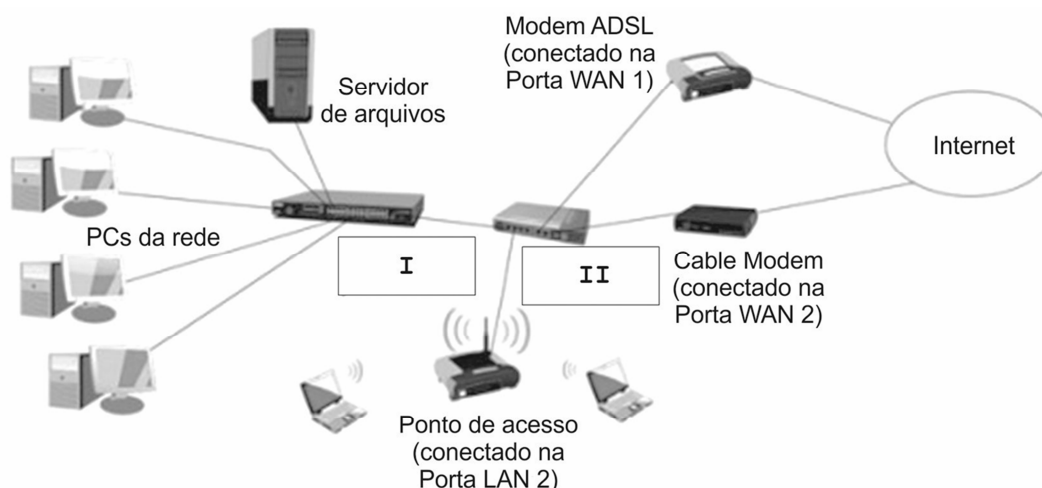 Modem ADSL
(conectado na
Porta WAN 1)
Servidor
de arquivos
Internet
PCs da rede
I
II
Cable Modem
(conectado na
Porta WAN 2)
Ponto de acesso
(conectado na
Porta LAN 2)